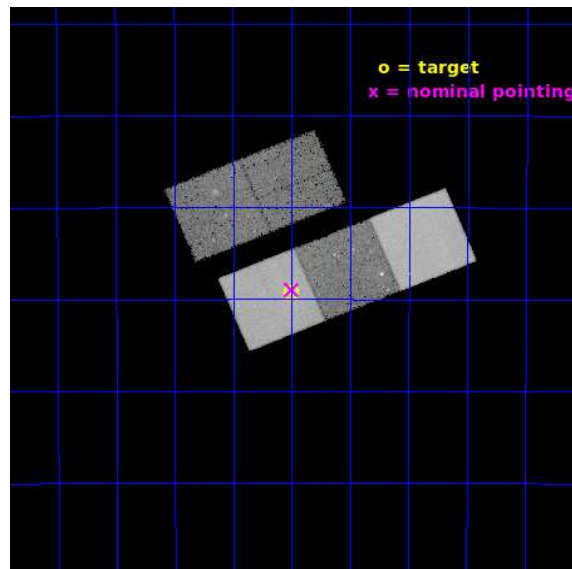 o = target
x = nominal pointing